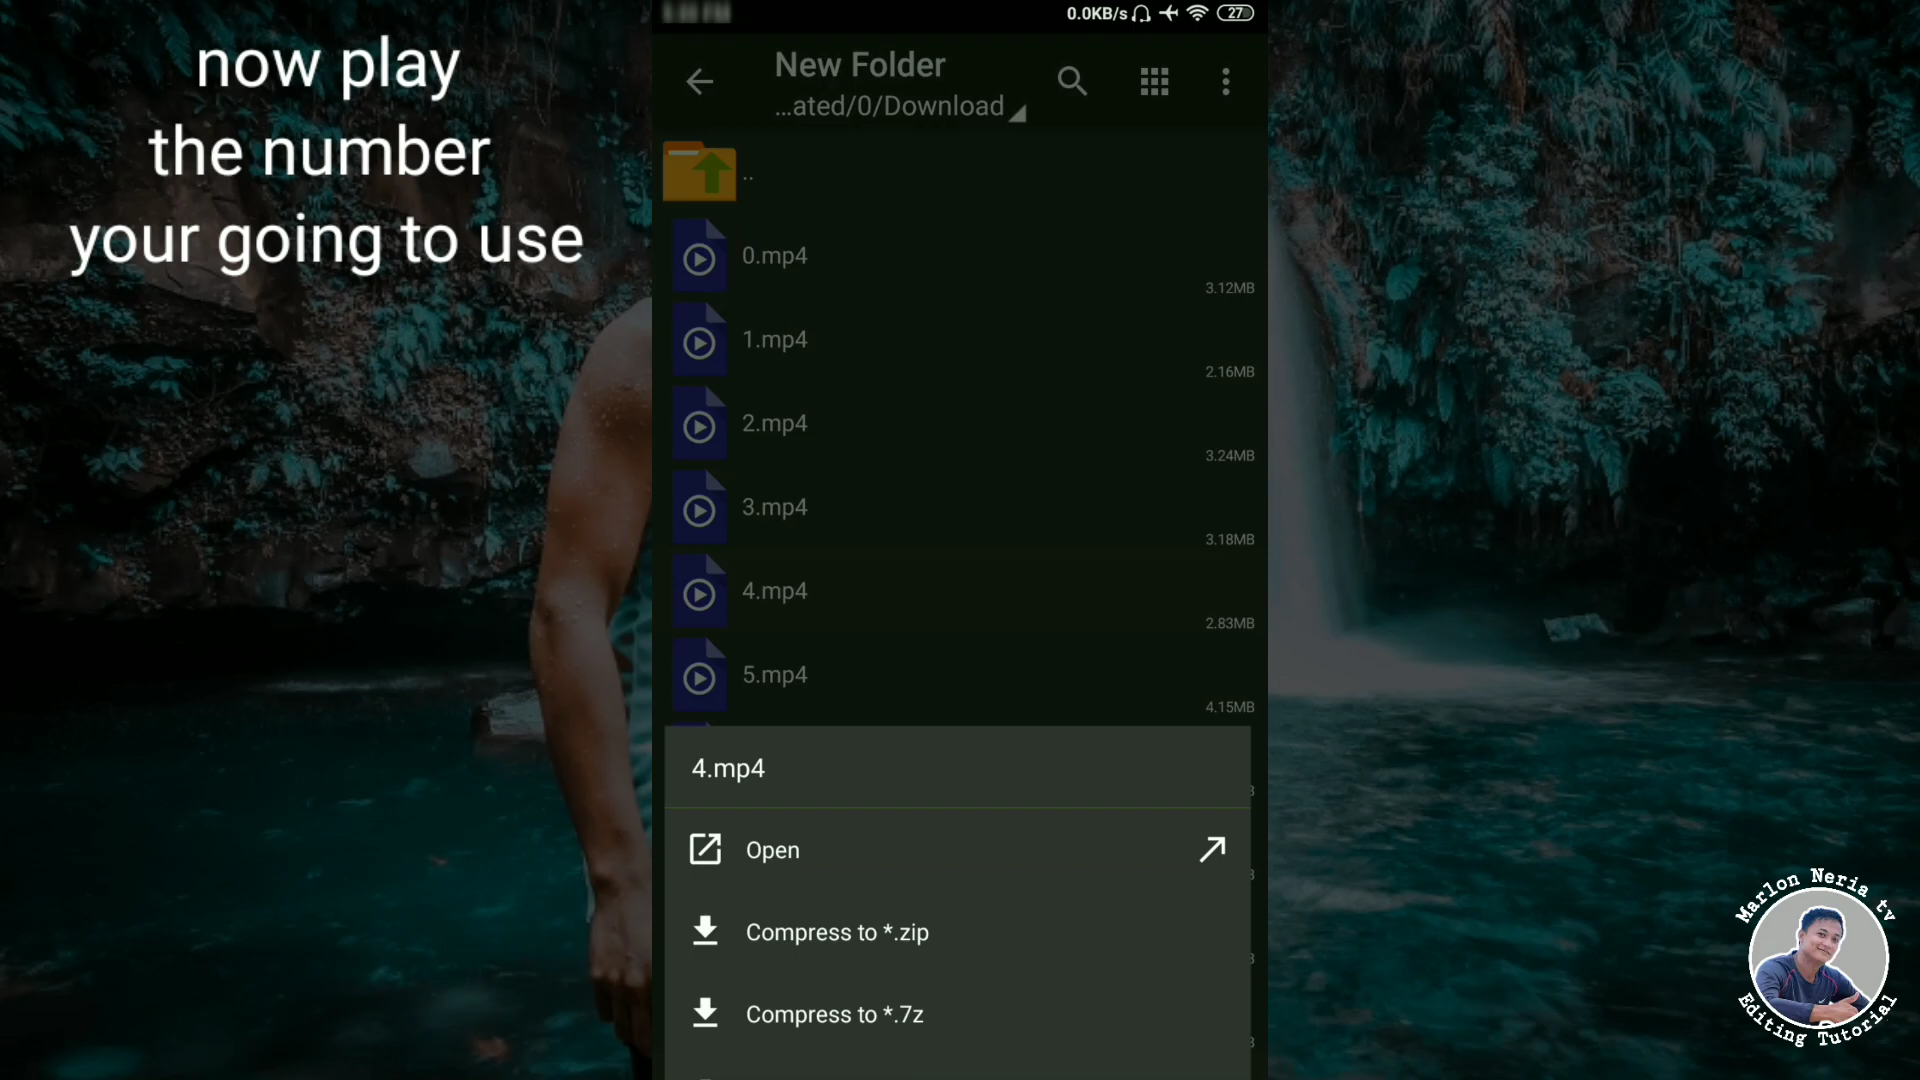 now play
the number
your going to use
0.0KB/s
27
New Folder
...ated/0/Download
..
0.mp4
3.12MB
1.mp4
2.16MB
2.mp4
3.24MB
3.mp4
3.18MB
4.mp4
2.83MB
5.mp4
4.15MB
4.mp4
Open
Compress to *.zip
Compress to *.7z
Marlon Neria tv
Editing Tutorial